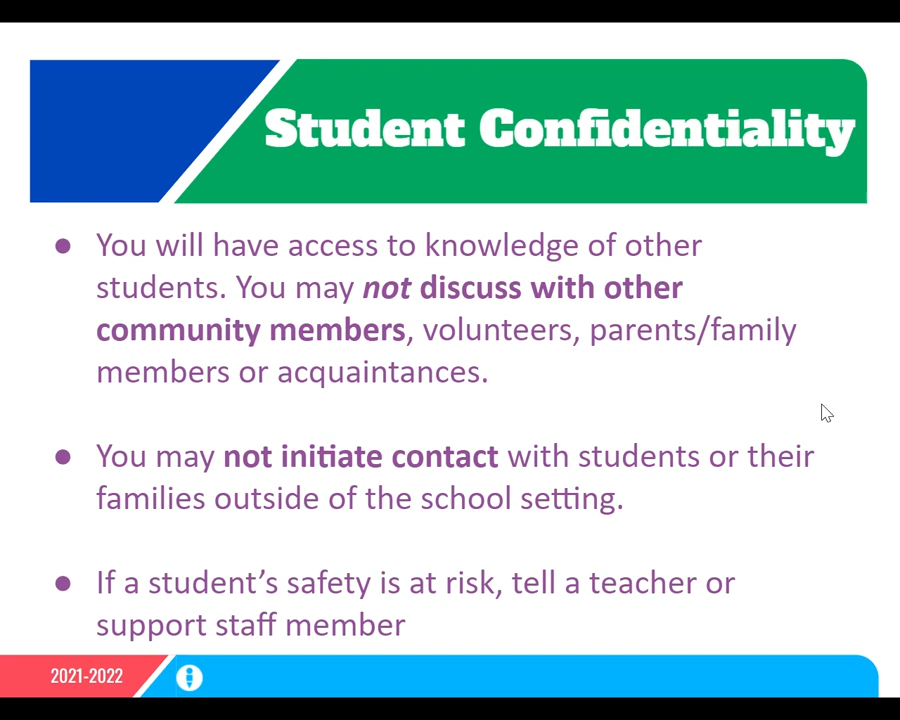 Student Confidentiality
● You will have access to knowledge of other
students. You may not discuss with other
community members, volunteers, parents/family
members or acquaintances.
● You may not initiate contact with students or their
families outside of the school setting.
● If a student’s safety is at risk, tell a teacher or
support staff member
2021-2022